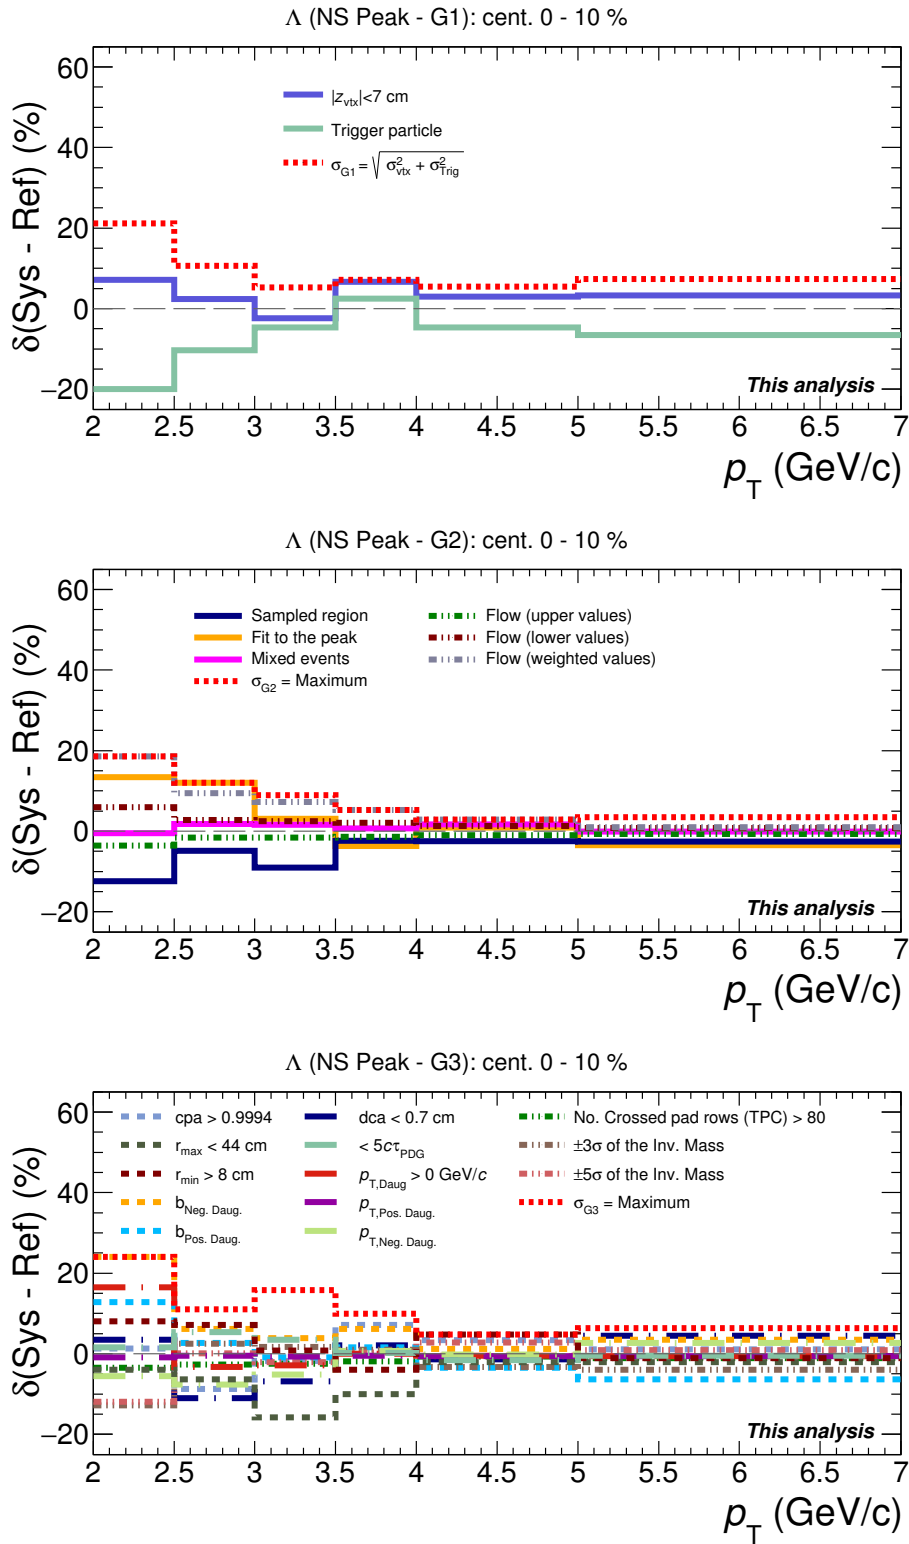 Λ (NS Peak - G1): cent. 0 - 10 %
δ(Sys - Ref) (%)
60
40
20
0
−20
|z_vtx|<7 cm
Trigger particle
σ_G1 = √ σ²_vtx + σ²_Trig
This analysis
2 2.5 3 3.5 4 4.5 5 5.5 6 6.5 7
p_T (GeV/c)
Λ (NS Peak - G2): cent. 0 - 10 %
δ(Sys - Ref) (%)
60
40
20
0
−20
Sampled region
Fit to the peak
Mixed events
σ_G2 = Maximum
Flow (upper values)
Flow (lower values)
Flow (weighted values)
This analysis
2 2.5 3 3.5 4 4.5 5 5.5 6 6.5 7
p_T (GeV/c)
Λ (NS Peak - G3): cent. 0 - 10 %
δ(Sys - Ref) (%)
60
40
20
0
−20
cpa > 0.9994
r_max < 44 cm
r_min > 8 cm
b_Neg. Daug.
b_Pos. Daug.
dca < 0.7 cm
< 5cτ_PDG
p_T,Daug > 0 GeV/c
p_T,Pos. Daug.
p_T,Neg. Daug.
No. Crossed pad rows (TPC) > 80
±3σ of the Inv. Mass
±5σ of the Inv. Mass
σ_G3 = Maximum
This analysis
2 2.5 3 3.5 4 4.5 5 5.5 6 6.5 7
p_T (GeV/c)